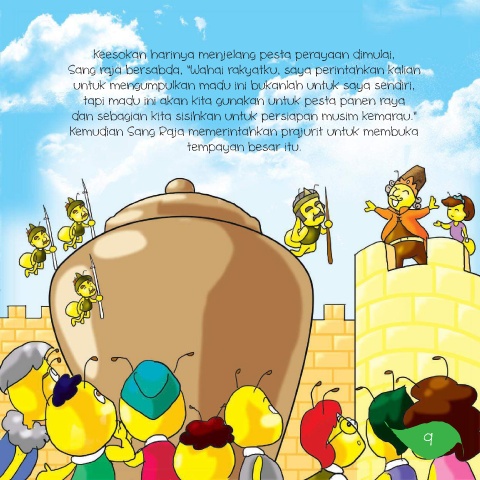 Keesokan harinya menjelang pesta perayaan dimulai,
Sang raja bersabda, "Wahai rakyatku, saya perintahkan kalian
untuk mengumpulkan madu ini bukanlah untuk saya sendiri,
tapi madu ini akan kita gunakan untuk pesta panen raya
dan sebagian kita sisihkan untuk persiapan musim kemarau."
Kemudian Sang Raja memerintahkan prajurit untuk membuka
tempayan besar itu.
9